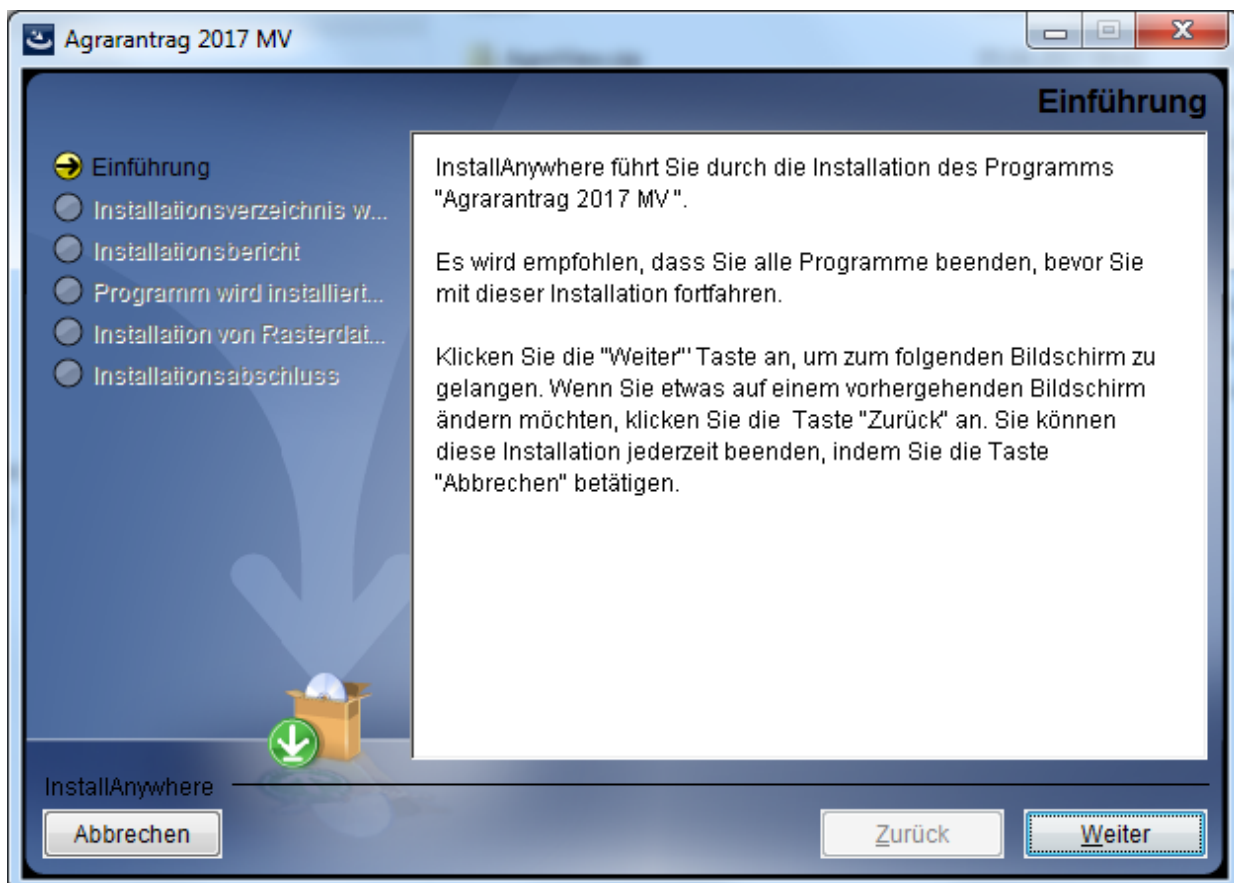 Agrarantrag 2017 MV
Einführung
Einführung
Installationsverzeichnis w...
Installationsbericht
Programm wird installiert...
Installation von Rasterdat...
Installationsabschluss
InstallAnywhere führt Sie durch die Installation des Programms
"Agrarantrag 2017 MV".
Es wird empfohlen, dass Sie alle Programme beenden, bevor Sie
mit dieser Installation fortfahren.
Klicken Sie die "Weiter"' Taste an, um zum folgenden Bildschirm zu
gelangen. Wenn Sie etwas auf einem vorhergehenden Bildschirm
ändern möchten, klicken Sie die  Taste "Zurück" an. Sie können
diese Installation jederzeit beenden, indem Sie die Taste
"Abbrechen" betätigen.
InstallAnywhere
Abbrechen
Zurück
Weiter